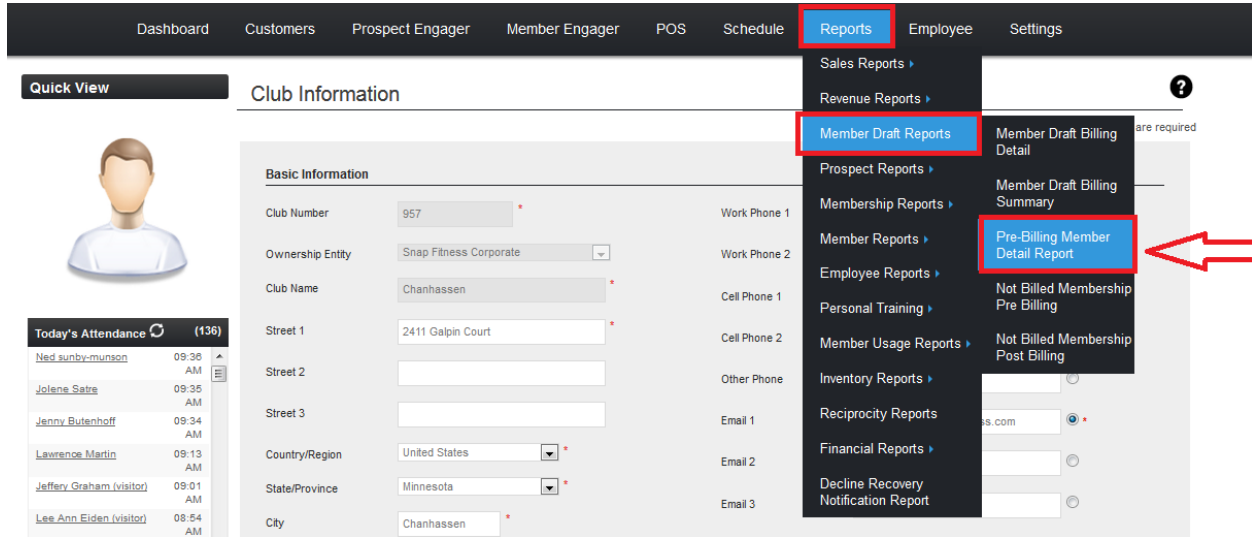 Dashboard Customers Prospect Engager Member Engager POS Schedule Reports Employee Settings
Quick View
Today's Attendance (136)
Ned sunby-munson 09:36 AM
Jolene Satre 09:35 AM
Jenny Butenhoff 09:34 AM
Lawrence Martin 09:13 AM
Jeffery Graham (visitor) 09:01 AM
Lee Ann Eiden (visitor) 08:54 AM
Club Information
?
are required
Basic Information
Club Number 957 *
Ownership Entity Snap Fitness Corporate
Club Name Chanhassen *
Street 1 2411 Galpin Court *
Street 2
Street 3
Country/Region United States *
State/Province Minnesota *
City Chanhassen *
Work Phone 1
Work Phone 2
Cell Phone 1
Cell Phone 2
Other Phone
Email 1 ss.com *
Email 2
Email 3
Sales Reports
Revenue Reports
Member Draft Reports
Prospect Reports
Membership Reports
Member Reports
Employee Reports
Personal Training
Member Usage Reports
Inventory Reports
Reciprocity Reports
Financial Reports
Decline Recovery
Notification Report
Member Draft Billing
Detail
Member Draft Billing
Summary
Pre-Billing Member
Detail Report
Not Billed Membership
Pre Billing
Not Billed Membership
Post Billing